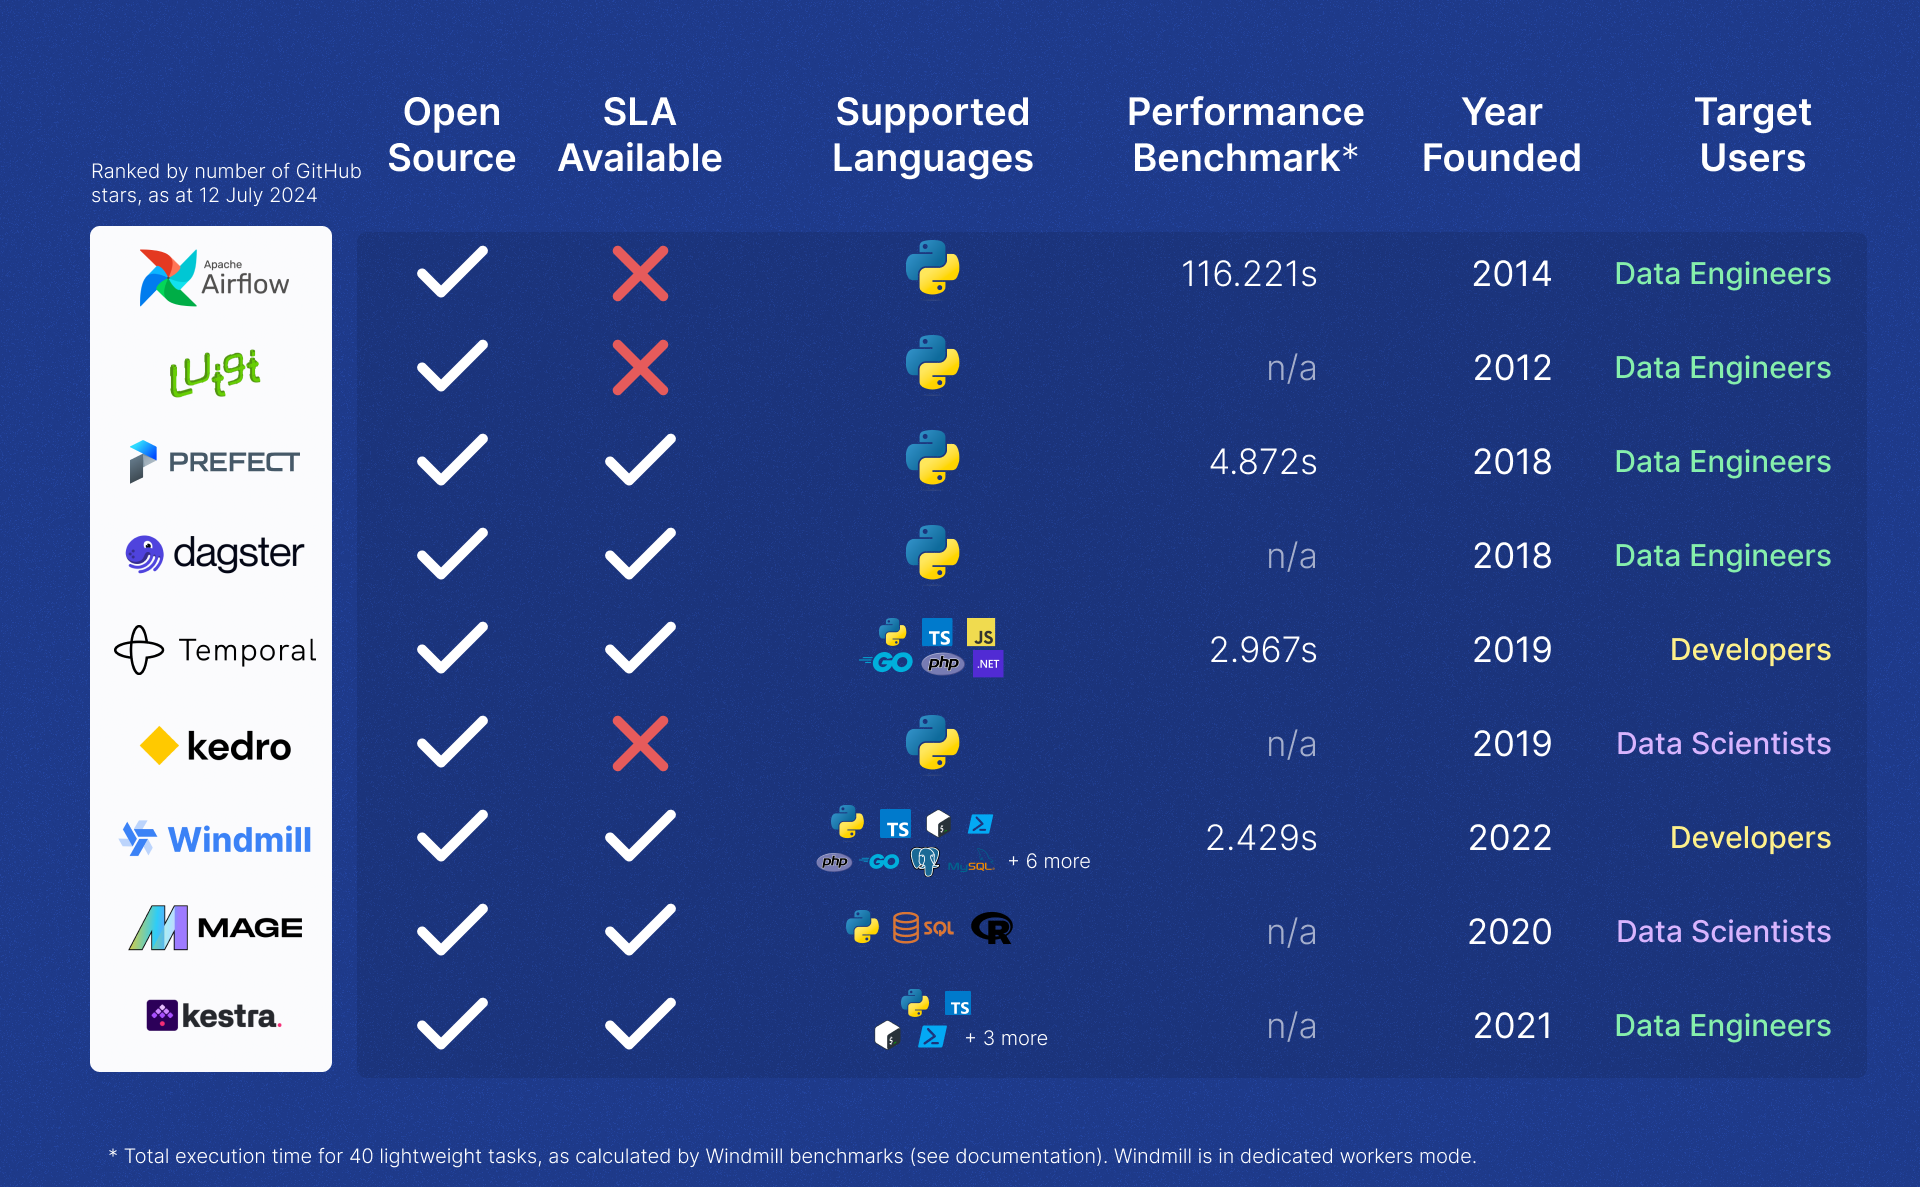 Open Source
SLA Available
Supported Languages
Performance Benchmark*
Year Founded
Target Users
Ranked by number of GitHub
stars, as at 12 July 2024
Apache Airflow 116.221s 2014 Data Engineers
Luigi n/a 2012 Data Engineers
PREFECT 4.872s 2018 Data Engineers
dagster n/a 2018 Data Engineers
Temporal TS JS 2.967s 2019 Developers
GO php .NET
kedro n/a 2019 Data Scientists
Windmill TS $ 2.429s 2022 Developers
php GO MySQL + 6 more
MAGE SQL R n/a 2020 Data Scientists
kestra. TS n/a 2021 Data Engineers
$ + 3 more
* Total execution time for 40 lightweight tasks, as calculated by Windmill benchmarks (see documentation). Windmill is in dedicated workers mode.